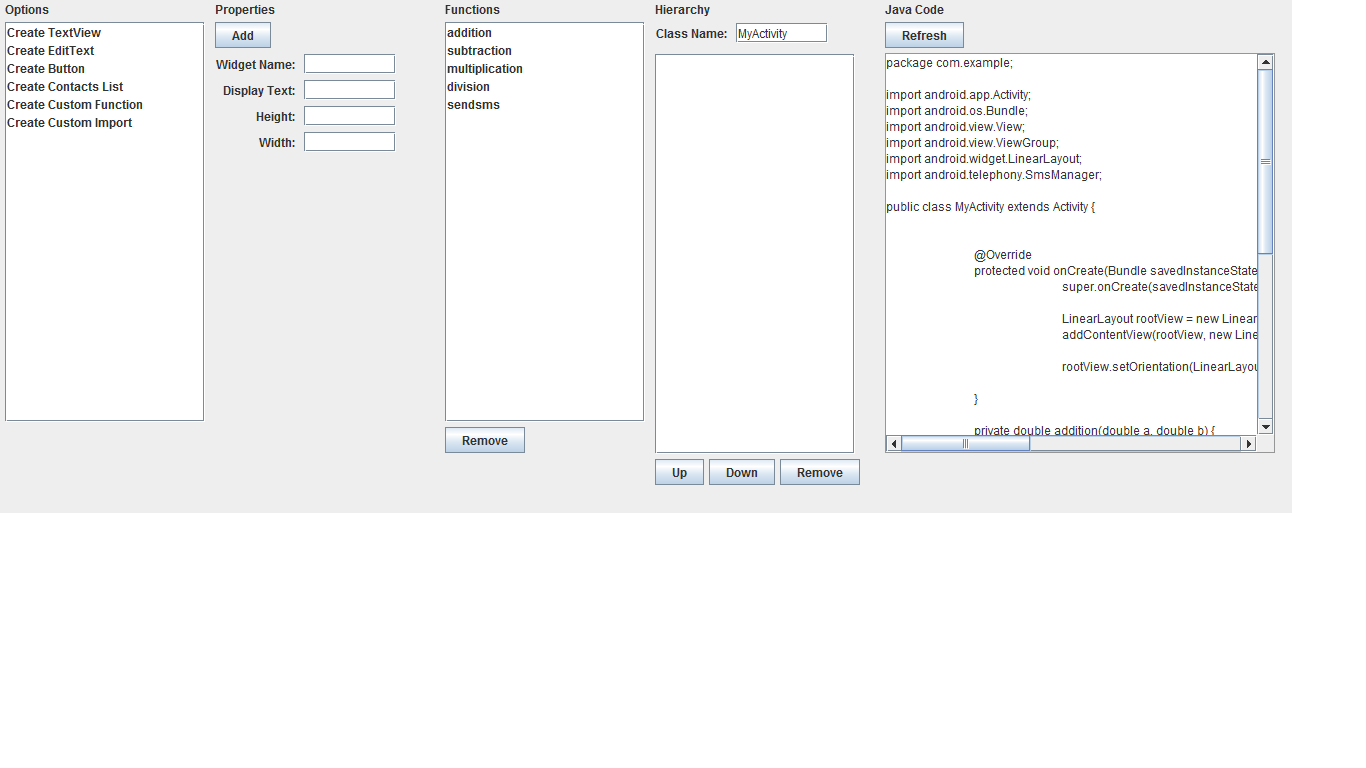 Options
Create TextView
Create EditText
Create Button
Create Contacts List
Create Custom Function
Create Custom Import
Properties
Add
Widget Name:
Display Text:
Height:
Width:
Functions
addition
subtraction
multiplication
division
sendsms
Remove
Hierarchy
Class Name: MyActivity
Up Down Remove
Java Code
Refresh
package com.example;
import android.app.Activity;
import android.os.Bundle;
import android.view.View;
import android.view.ViewGroup;
import android.widget.LinearLayout;
import android.telephony.SmsManager;
public class MyActivity extends Activity {
@Override
protected void onCreate(Bundle savedInstanceState
super.onCreate(savedInstanceState
LinearLayout rootView = new Linear
addContentView(rootView, new Line
rootView.setOrientation(LinearLayou
}
private double addition(double a, double b) {